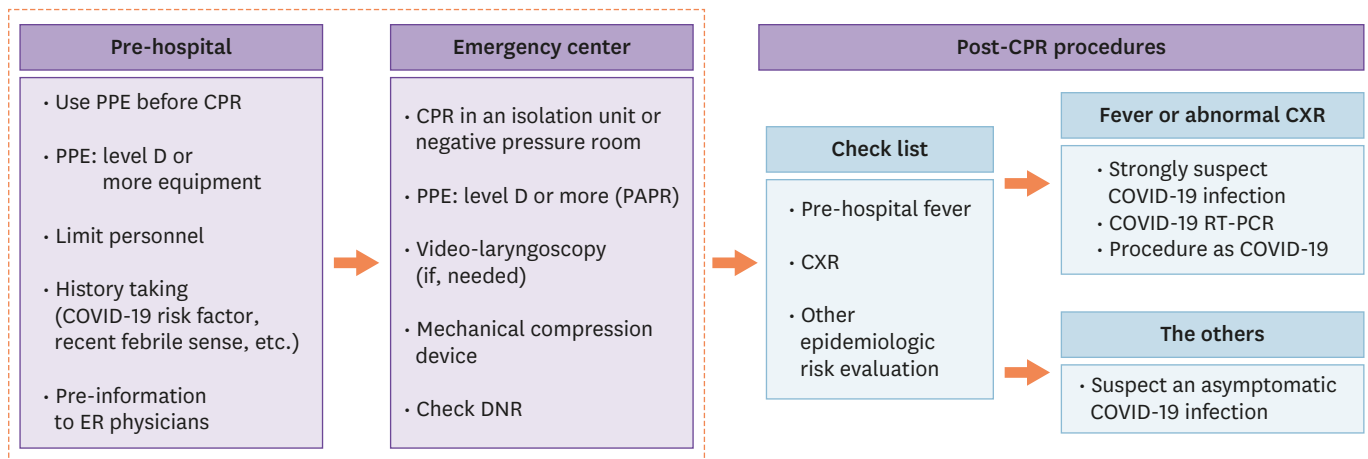 Pre-hospital
· Use PPE before CPR
· PPE: level D or
more equipment
· Limit personnel
· History taking
(COVID-19 risk factor,
recent febrile sense, etc.)
· Pre-information
to ER physicians
Emergency center
· CPR in an isolation unit or
negative pressure room
· PPE: level D or more (PAPR)
· Video-laryngoscopy
(if, needed)
· Mechanical compression
device
· Check DNR
Post-CPR procedures
Check list
· Pre-hospital fever
· CXR
· Other
epidemiologic
risk evaluation
Fever or abnormal CXR
· Strongly suspect
COVID-19 infection
· COVID-19 RT-PCR
· Procedure as COVID-19
The others
· Suspect an asymptomatic
COVID-19 infection